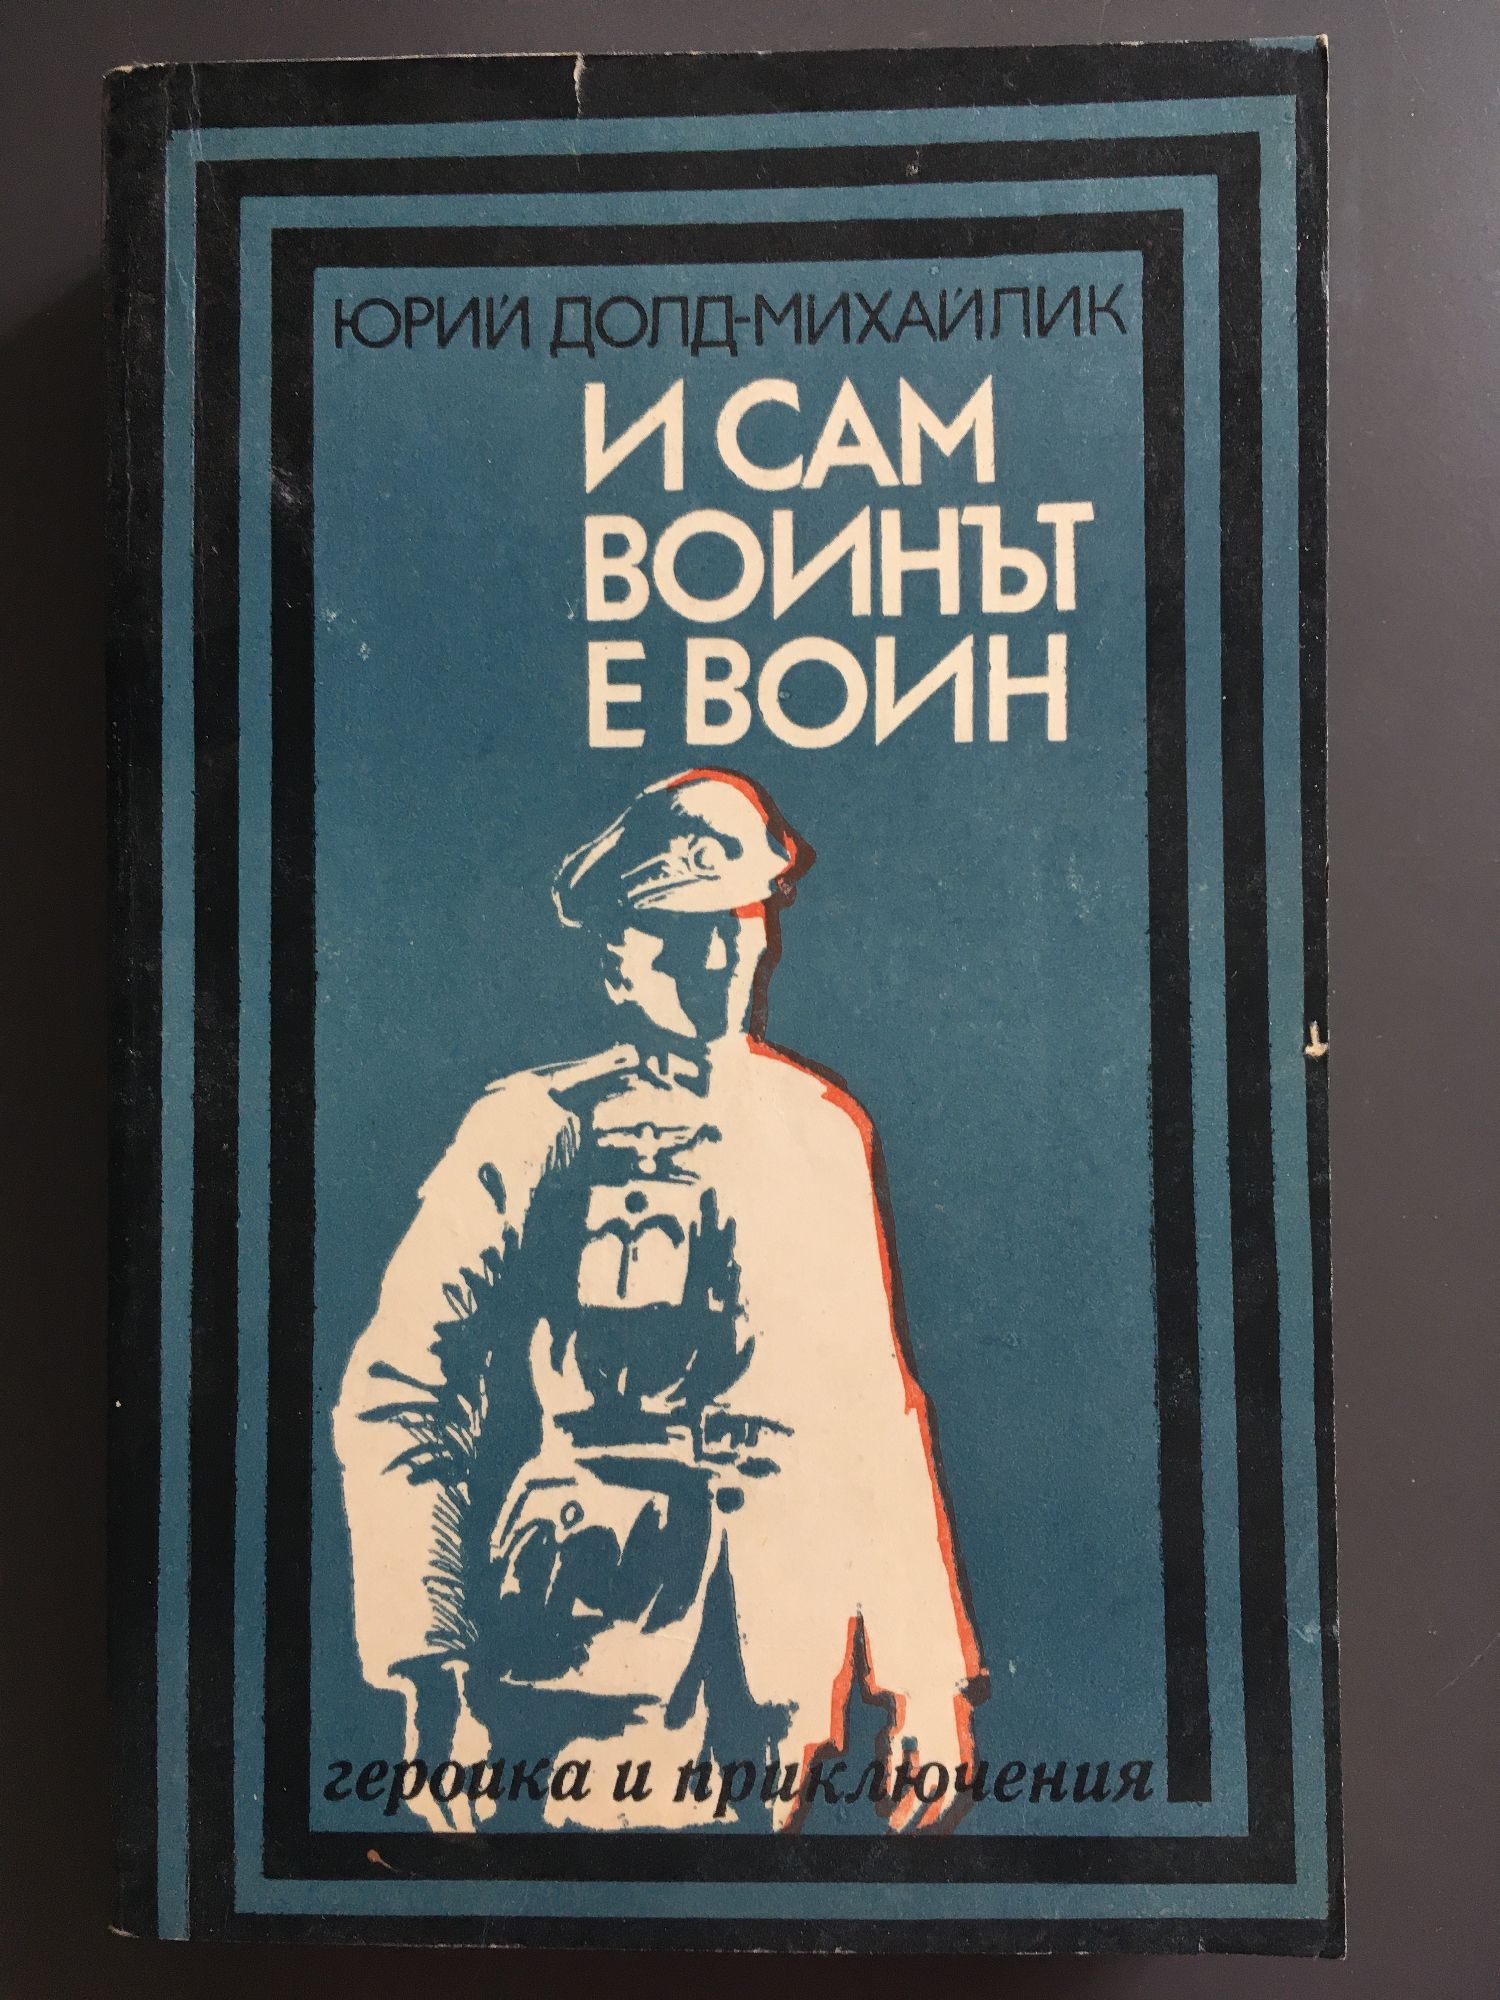 ЮРИЙ ДОЛД-МИХАЙЛИК
И САМ
ВОИНЪТ
Е ВОИН
героика и приключения